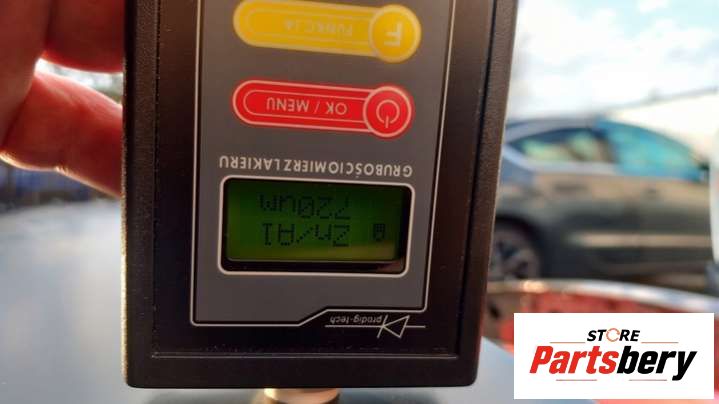 prodig-tech
Zn/Al
720um
GRUBOŚCIOMIERZ LAKIERU
OK / MENU
FUNKCJA F
STORE
Partsbery